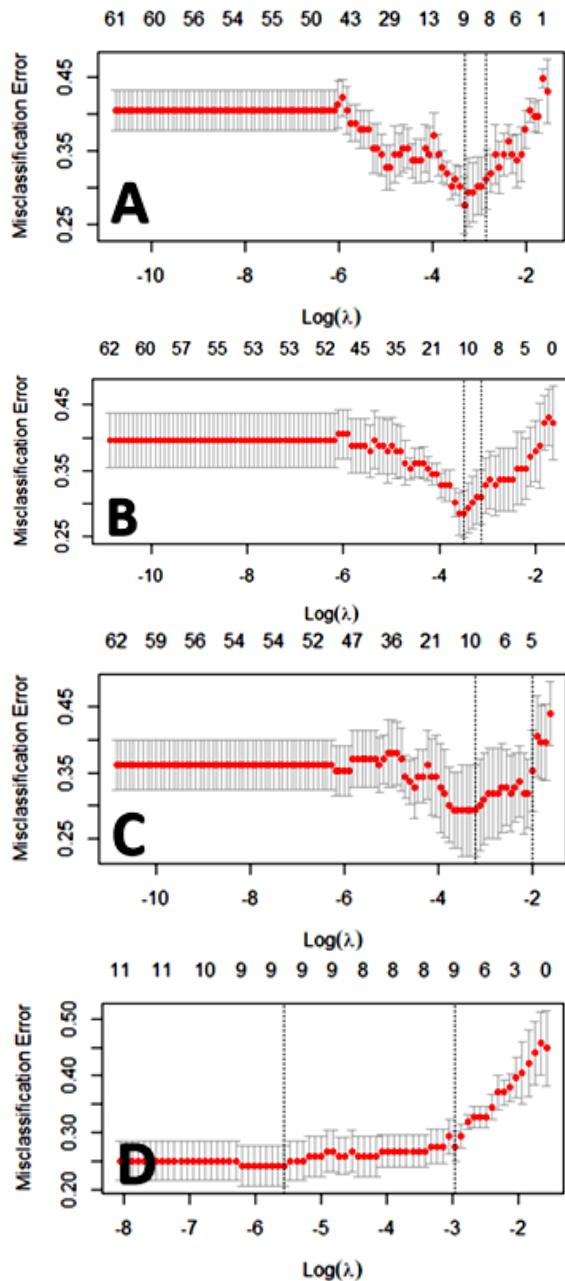 61 60 56 54 55 50 43 29 13 9 8 6 1
Misclassification Error
0.45
0.35
0.25
A
-10 -8 -6 -4 -2
Log(λ)
62 60 57 55 53 53 52 45 35 21 10 8 5 0
Misclassification Error
0.45
0.35
0.25
B
-10 -8 -6 -4 -2
Log(λ)
62 59 56 54 54 52 47 36 21 10 6 5
Misclassification Error
0.45
0.35
0.25
C
-10 -8 -6 -4 -2
Log(λ)
11 11 10 9 9 9 9 8 8 8 9 6 3 0
Misclassification Error
0.50
0.40
0.30
0.20
D
-8 -7 -6 -5 -4 -3 -2
Log(λ)